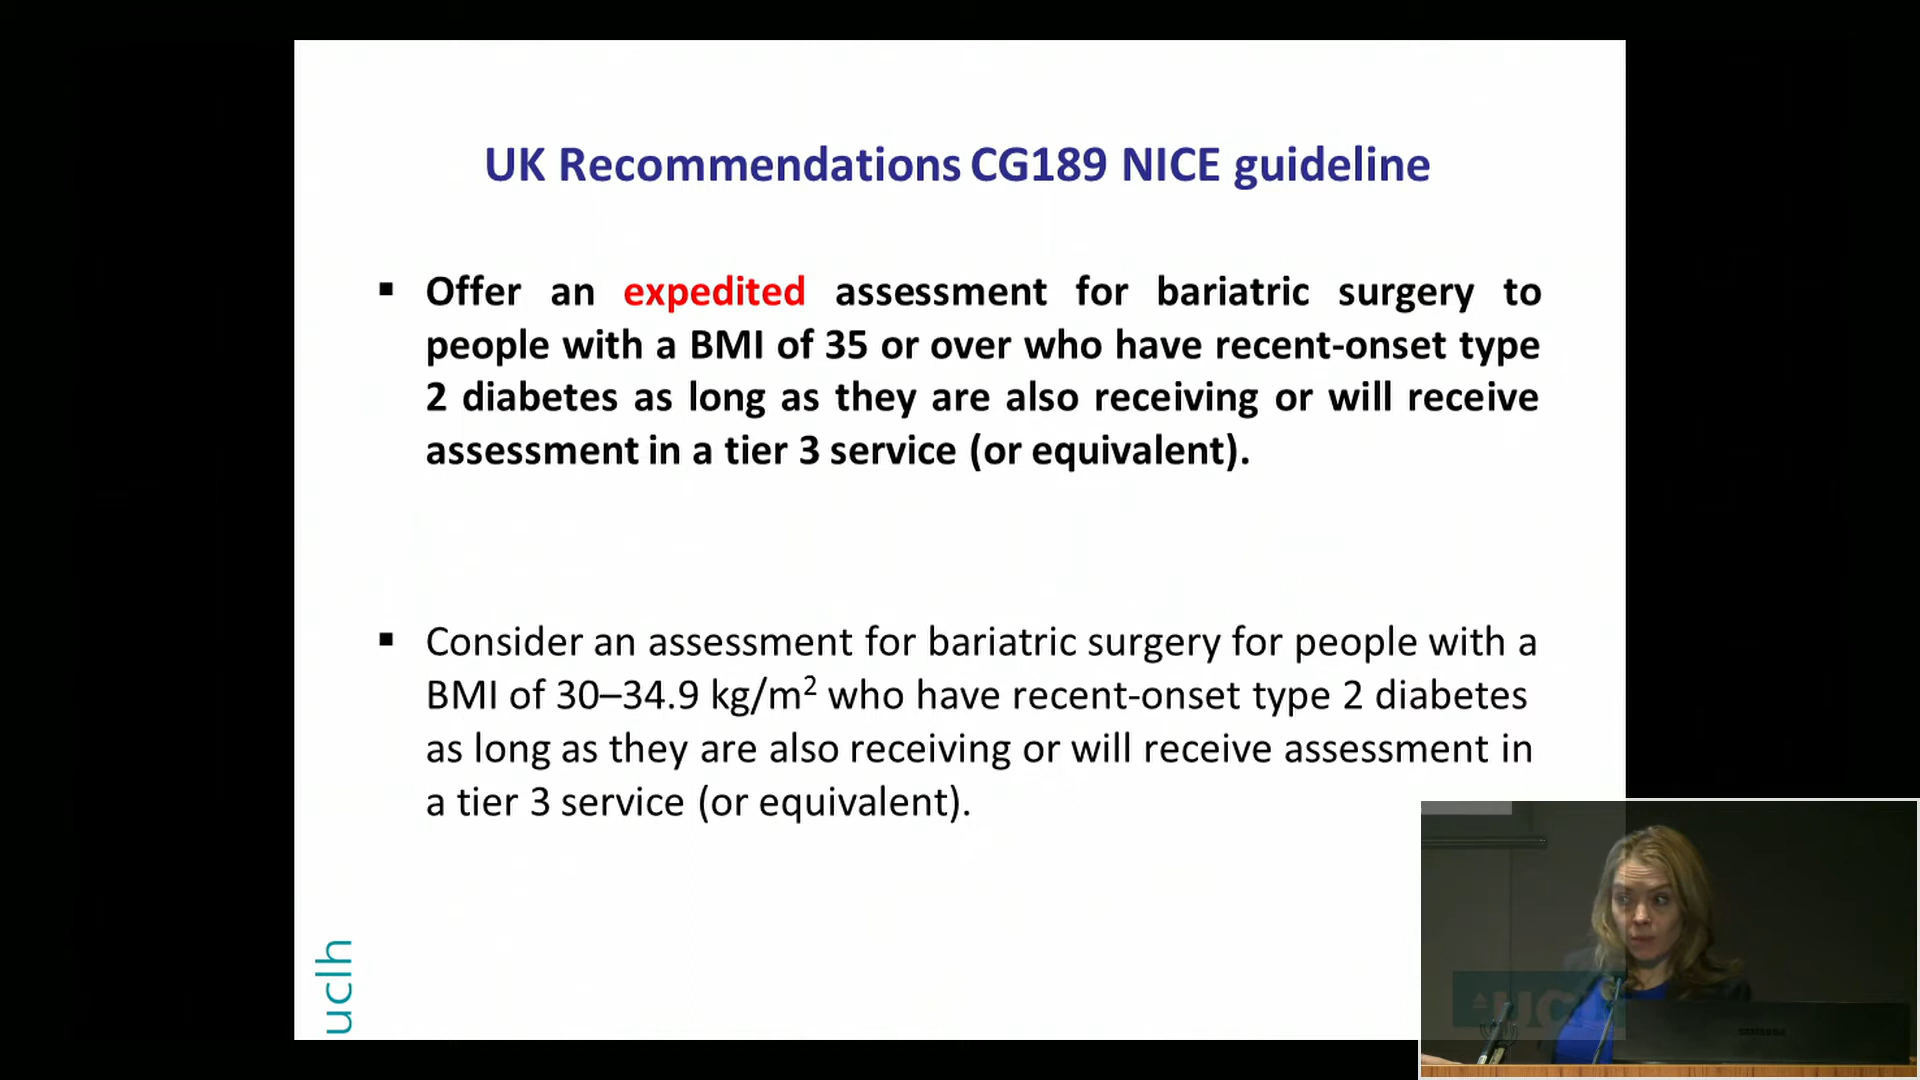 UK Recommendations CG189 NICE guideline
▪ Offer an expedited assessment for bariatric surgery to
people with a BMI of 35 or over who have recent-onset type
2 diabetes as long as they are also receiving or will receive
assessment in a tier 3 service (or equivalent).
▪ Consider an assessment for bariatric surgery for people with a
BMI of 30–34.9 kg/m² who have recent-onset type 2 diabetes
as long as they are also receiving or will receive assessment in
a tier 3 service (or equivalent).
uclh
SAMSUNG